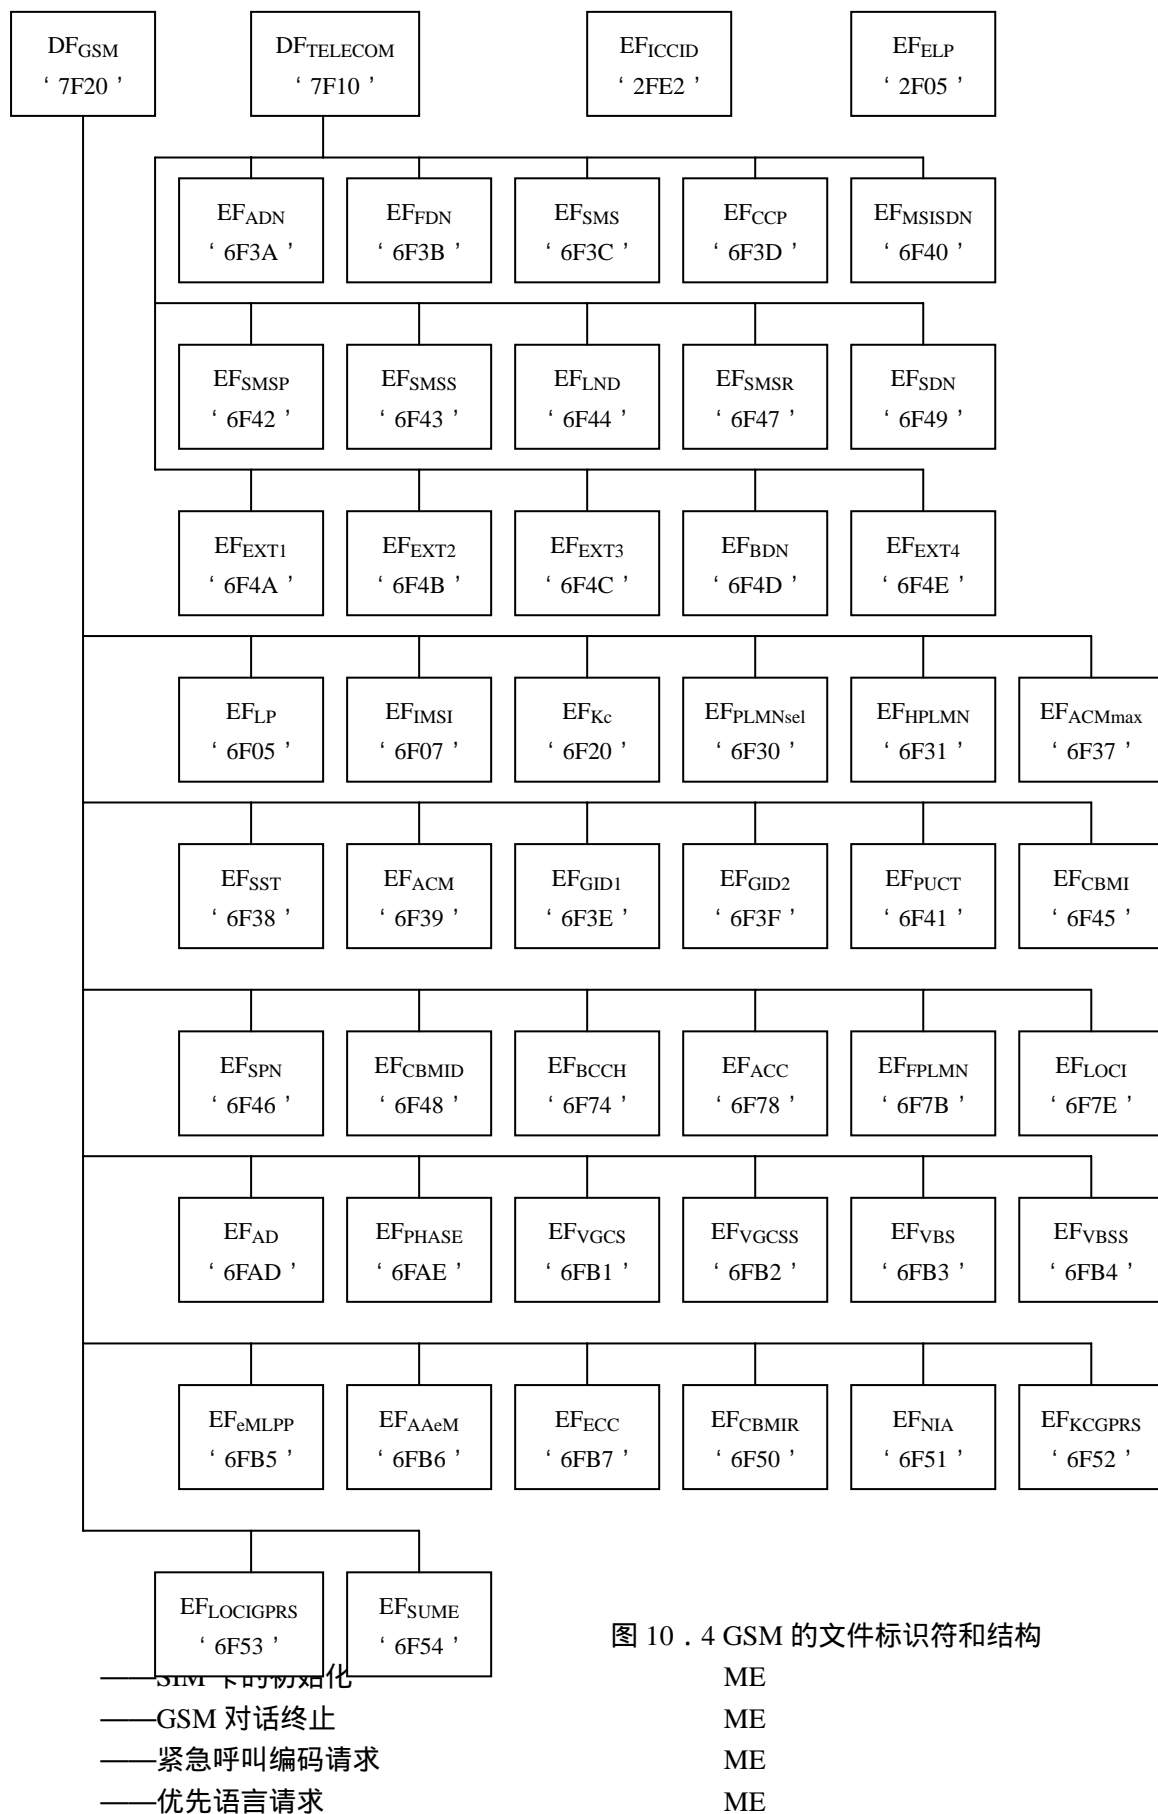 DFGSM DFTELECOM EFICCID EFELP
‘ 7F20 ’ ‘ 7F10 ’ ‘ 2FE2 ’ ‘ 2F05 ’
EFADN EFFDN EFSMS EFCCP EFMSISDN
‘ 6F3A ’ ‘ 6F3B ’ ‘ 6F3C ’ ‘ 6F3D ’ ‘ 6F40 ’
EFSMSP EFSMSS EFLND EFSMSR EFSDN
‘ 6F42 ’ ‘ 6F43 ’ ‘ 6F44 ’ ‘ 6F47 ’ ‘ 6F49 ’
EFEXT1 EFEXT2 EFEXT3 EFBDN EFEXT4
‘ 6F4A ’ ‘ 6F4B ’ ‘ 6F4C ’ ‘ 6F4D ’ ‘ 6F4E ’
EFLP EFIMSI EFKc EFPLMNsel EFHPLMN EFACMmax
‘ 6F05 ’ ‘ 6F07 ’ ‘ 6F20 ’ ‘ 6F30 ’ ‘ 6F31 ’ ‘ 6F37 ’
EFSST EFACM EFGID1 EFGID2 EFPUCT EFCBMI
‘ 6F38 ’ ‘ 6F39 ’ ‘ 6F3E ’ ‘ 6F3F ’ ‘ 6F41 ’ ‘ 6F45 ’
EFSPN EFCBMID EFBCCH EFACC EFFPLMN EFLOCI
‘ 6F46 ’ ‘ 6F48 ’ ‘ 6F74 ’ ‘ 6F78 ’ ‘ 6F7B ’ ‘ 6F7E ’
EFAD EFPHASE EFVGCS EFVGCSS EFVBS EFVBSS
‘ 6FAD ’ ‘ 6FAE ’ ‘ 6FB1 ’ ‘ 6FB2 ’ ‘ 6FB3 ’ ‘ 6FB4 ’
EFeMLPP EFAAeM EFECC EFCBMIR EFNIA EFKCGPRS
‘ 6FB5 ’ ‘ 6FB6 ’ ‘ 6FB7 ’ ‘ 6F50 ’ ‘ 6F51 ’ ‘ 6F52 ’
EFLOCIGPRS EFSUME
‘ 6F53 ’ ‘ 6F54 ’
图 10．4 GSM 的文件标识符和结构
——SIM 卡的初始化 ME
——GSM 对话终止 ME
——紧急呼叫编码请求 ME
——优先语言请求 ME